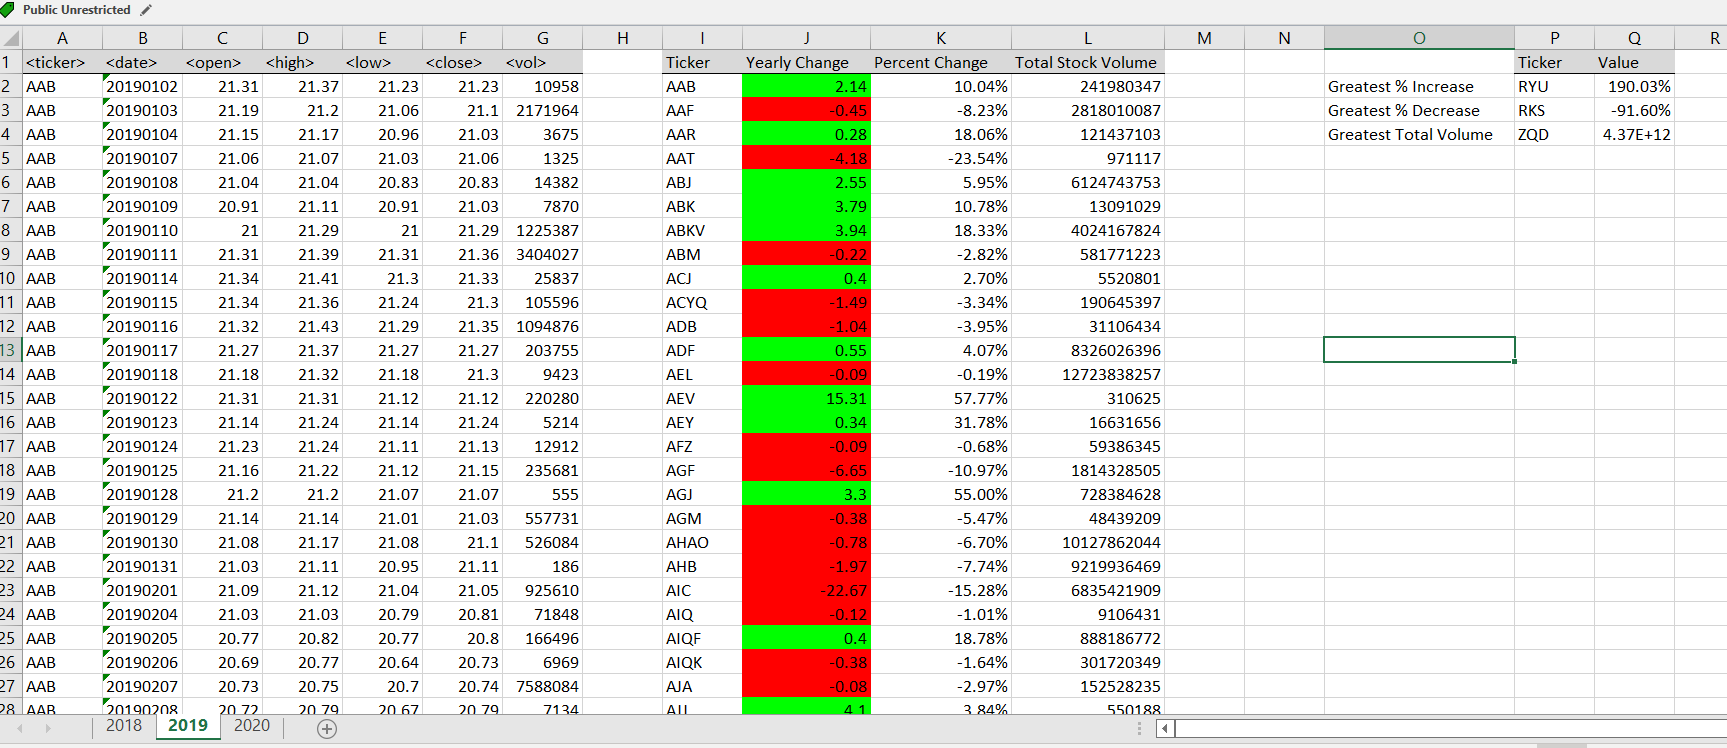 Public Unrestricted
A B C D E F G H I J K L M N O P Q R
1 <ticker> <date> <open> <high> <low> <close> <vol> Ticker Yearly Change Percent Change Total Stock Volume Ticker Value
2 AAB 20190102 21.31 21.37 21.23 21.23 10958 AAB 2.14 10.04% 241980347 Greatest % Increase RYU 190.03%
3 AAB 20190103 21.19 21.2 21.06 21.1 2171964 AAF -0.45 -8.23% 2818010087 Greatest % Decrease RKS -91.60%
4 AAB 20190104 21.15 21.17 20.96 21.03 3675 AAR 0.28 18.06% 121437103 Greatest Total Volume ZQD 4.37E+12
5 AAB 20190107 21.06 21.07 21.03 21.06 1325 AAT -4.18 -23.54% 971117
6 AAB 20190108 21.04 21.04 20.83 20.83 14382 ABJ 2.55 5.95% 6124743753
7 AAB 20190109 20.91 21.11 20.91 21.03 7870 ABK 3.79 10.78% 13091029
8 AAB 20190110 21 21.29 21 21.29 1225387 ABKV 3.94 18.33% 4024167824
9 AAB 20190111 21.31 21.39 21.31 21.36 3404027 ABM -0.22 -2.82% 581771223
10 AAB 20190114 21.34 21.41 21.3 21.33 25837 ACJ 0.4 2.70% 5520801
11 AAB 20190115 21.34 21.36 21.24 21.3 105596 ACYQ -1.49 -3.34% 190645397
12 AAB 20190116 21.32 21.43 21.29 21.35 1094876 ADB -1.04 -3.95% 31106434
13 AAB 20190117 21.27 21.37 21.27 21.27 203755 ADF 0.55 4.07% 8326026396
14 AAB 20190118 21.18 21.32 21.18 21.3 9423 AEL -0.09 -0.19% 12723838257
15 AAB 20190122 21.31 21.31 21.12 21.12 220280 AEV 15.31 57.77% 310625
16 AAB 20190123 21.14 21.24 21.14 21.24 5214 AEY 0.34 31.78% 16631656
17 AAB 20190124 21.23 21.24 21.11 21.13 12912 AFZ -0.09 -0.68% 59386345
18 AAB 20190125 21.16 21.22 21.12 21.15 235681 AGF -6.65 -10.97% 1814328505
19 AAB 20190128 21.2 21.2 21.07 21.07 555 AGJ 3.3 55.00% 728384628
20 AAB 20190129 21.14 21.14 21.01 21.03 557731 AGM -0.38 -5.47% 48439209
21 AAB 20190130 21.08 21.17 21.08 21.1 526084 AHAO -0.78 -6.70% 10127862044
22 AAB 20190131 21.03 21.11 20.95 21.11 186 AHB -1.97 -7.74% 9219936469
23 AAB 20190201 21.09 21.12 21.04 21.05 925610 AIC -22.67 -15.28% 6835421909
24 AAB 20190204 21.03 21.03 20.79 20.81 71848 AIQ -0.12 -1.01% 9106431
25 AAB 20190205 20.77 20.82 20.77 20.8 166496 AIQF 0.4 18.78% 888186772
26 AAB 20190206 20.69 20.77 20.64 20.73 6969 AIQK -0.38 -1.64% 301720349
27 AAB 20190207 20.73 20.75 20.7 20.74 7588084 AJA -0.08 -2.97% 152528235
28 AAB 20190208 20.72 20.79 20.67 20.79 7134 4.1 3.84% 550188
2018 2019 2020